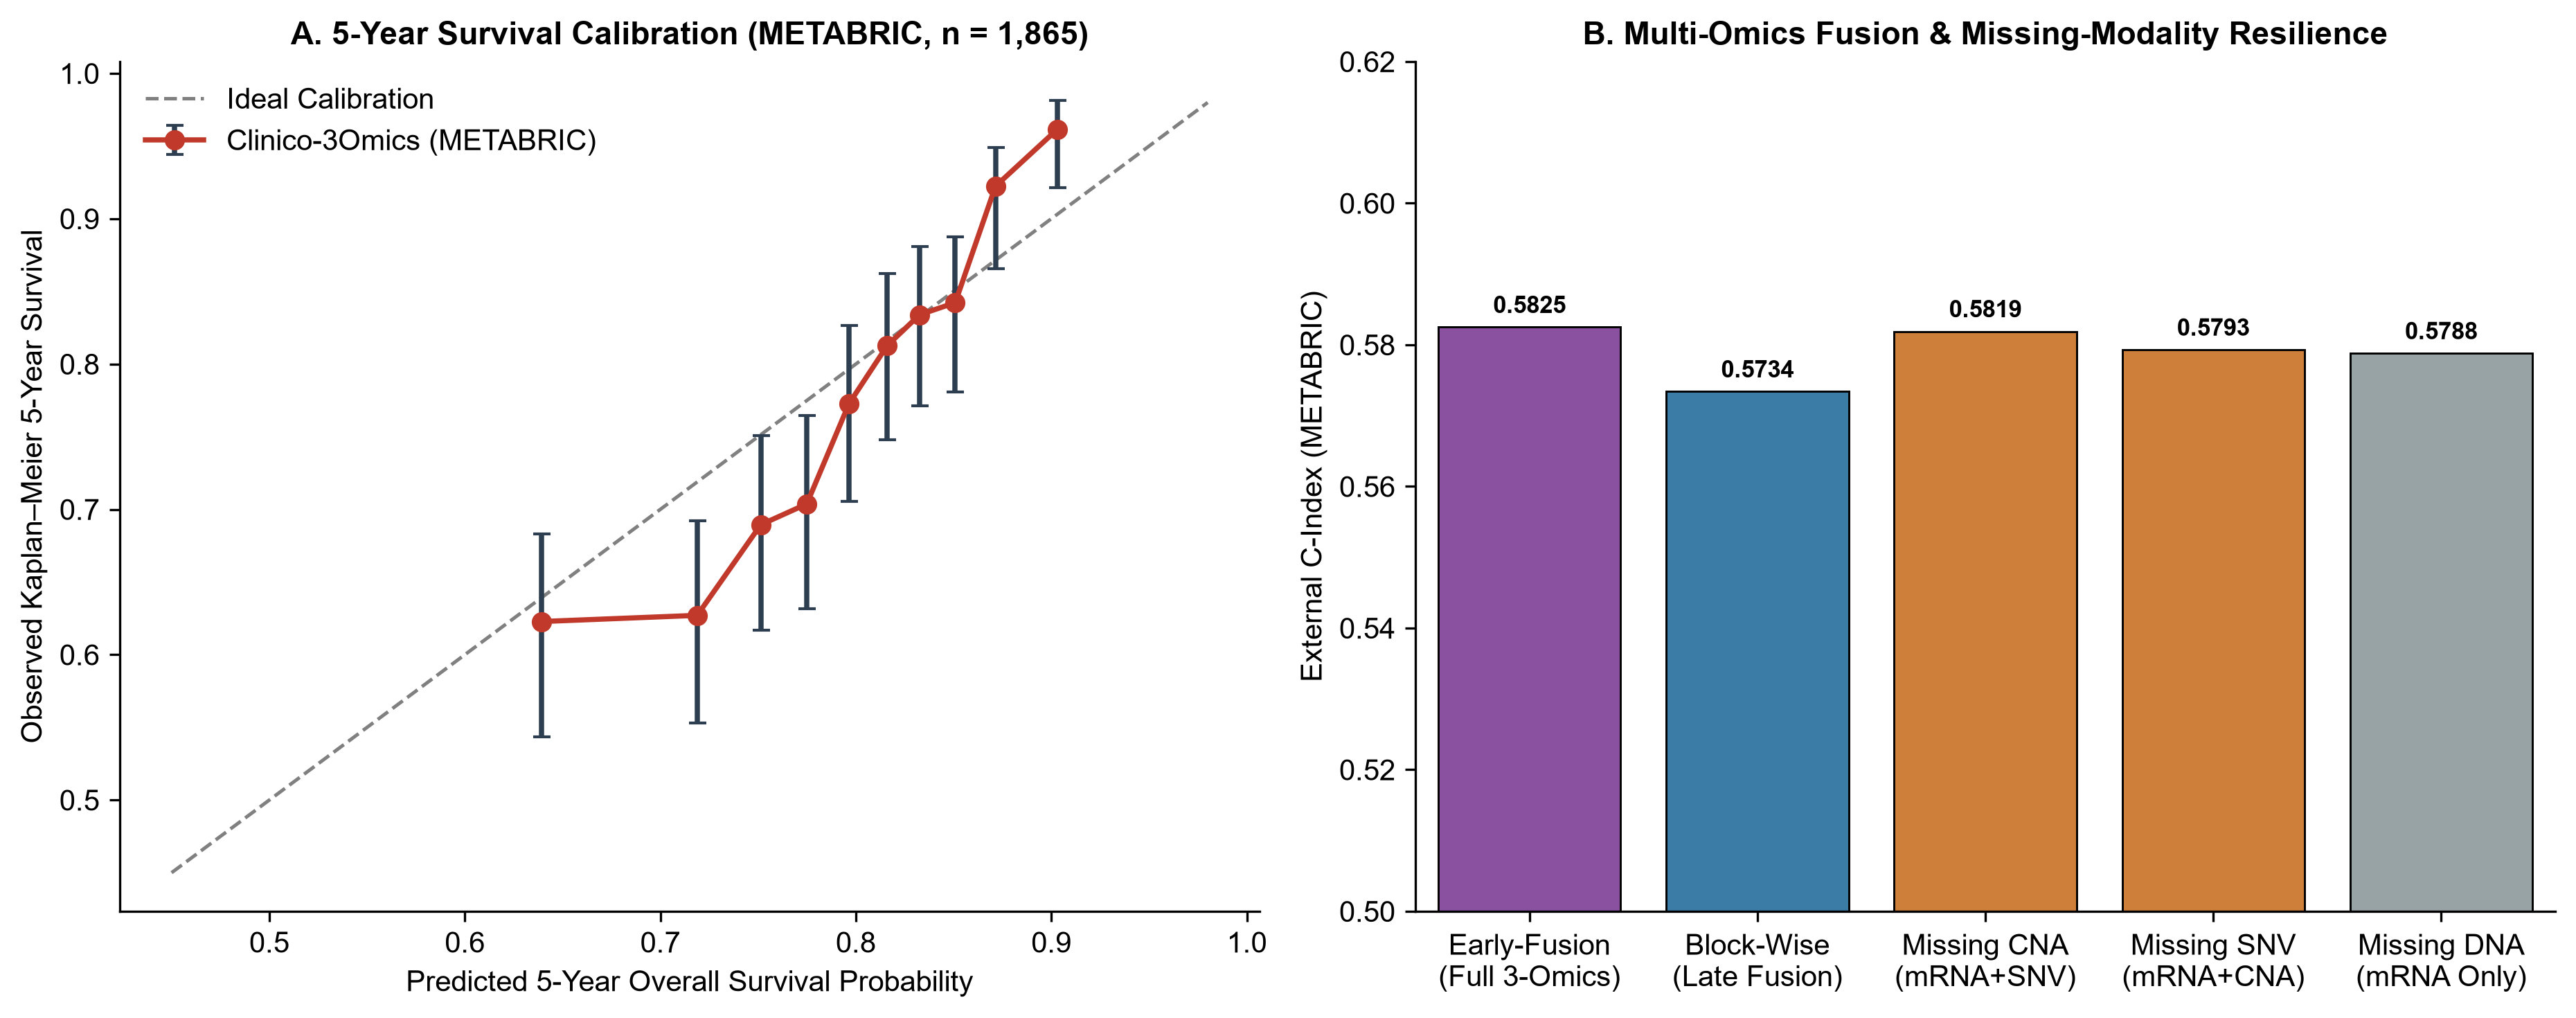 A. 5-Year Survival Calibration (METABRIC, n = 1,865)
Ideal Calibration
Clinico-3Omics (METABRIC)
Observed Kaplan–Meier 5-Year Survival
1.0
0.9
0.8
0.7
0.6
0.5
0.5 0.6 0.7 0.8 0.9 1.0
Predicted 5-Year Overall Survival Probability
B. Multi-Omics Fusion & Missing-Modality Resilience
External C-Index (METABRIC)
0.62
0.60
0.58
0.56
0.54
0.52
0.50
0.5825
0.5734
0.5819
0.5793
0.5788
Early-Fusion
(Full 3-Omics)
Block-Wise
(Late Fusion)
Missing CNA
(mRNA+SNV)
Missing SNV
(mRNA+CNA)
Missing DNA
(mRNA Only)